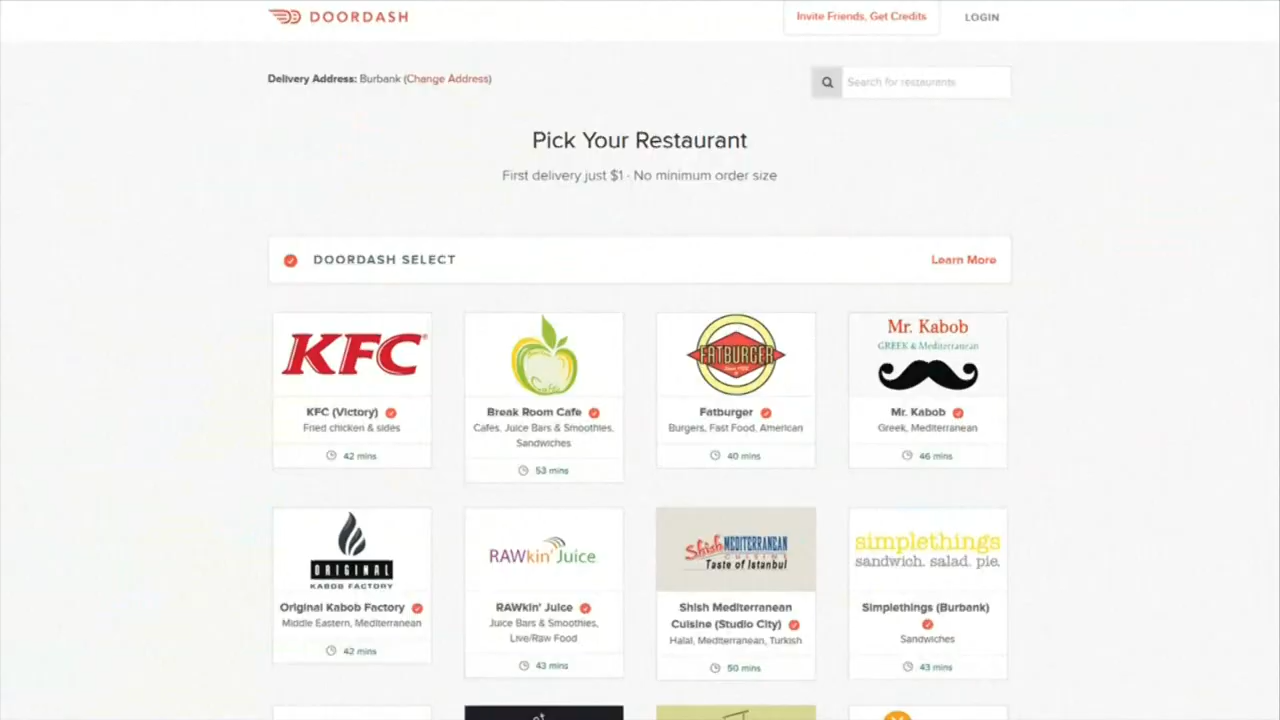 DOORDASH
Invite Friends, Get Credits
LOGIN
Delivery Address: Burbank (Change Address)
Search for restaurants
Pick Your Restaurant
First delivery just $1 · No minimum order size
DOORDASH SELECT
Learn More
KFC
KFC (Victory)
Fried chicken & sides
42 mins
Break Room Cafe
Cafes, Juice Bars & Smoothies,
Sandwiches
53 mins
FATBURGER
Fatburger
Burgers, Fast Food, American
40 mins
Mr. Kabob
GREEK & Mediterranean
Mr. Kabob
Greek, Mediterranean
46 mins
ORIGINAL
KABOB FACTORY
Original Kabob Factory
Middle Eastern, Mediterranean
42 mins
RAWkin' Juice
RAWkin' Juice
Juice Bars & Smoothies,
Live/Raw Food
43 mins
Shish MEDITERRANEAN
CUISINE
Taste of Istanbul
Shish Mediterranean
Cuisine (Studio City)
Halal, Mediterranean, Turkish
50 mins
simplethings
sandwich. salad. pie.
Simplethings (Burbank)
Sandwiches
43 mins